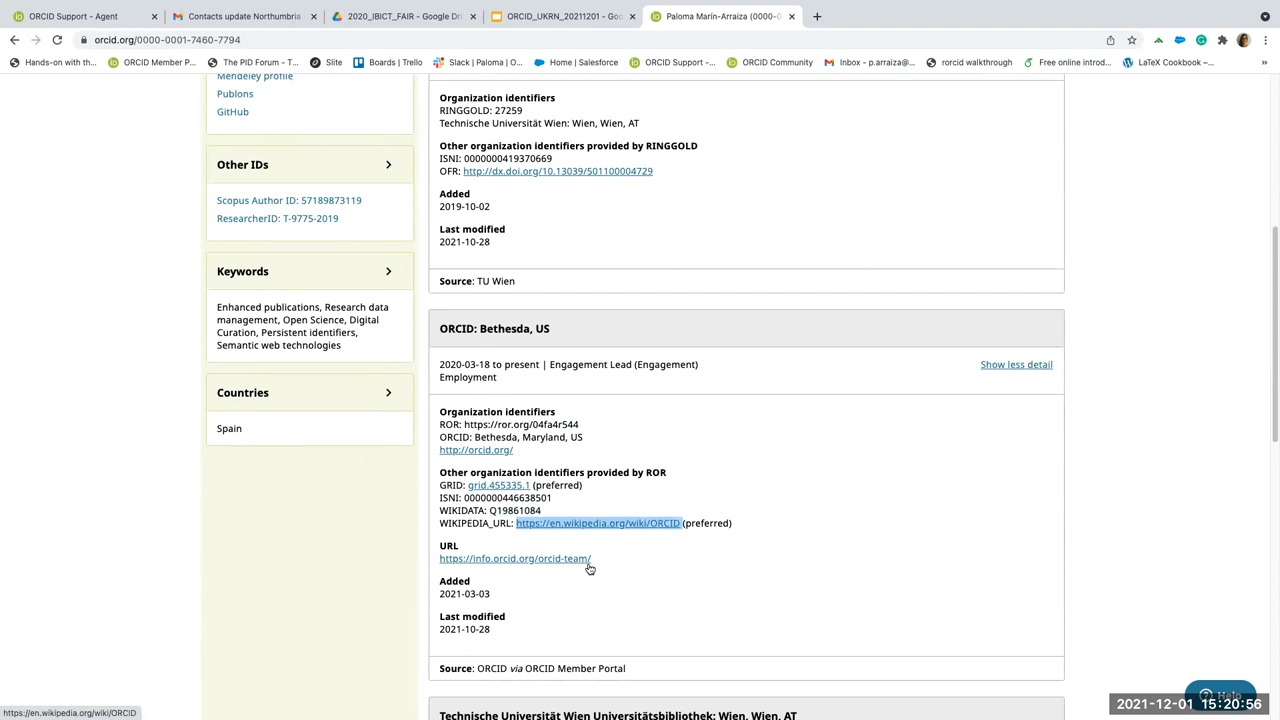 ORCID Support - Agent
Contacts update Northumbria
2020_IBICT_FAIR - Google Dri
ORCID_UKRN_20211201 - Goo
Paloma Marín-Arraiza (0000-0
orcid.org/0000-0001-7460-7794
Hands-on with th...
ORCID Member P...
The PID Forum - T...
Slite
Boards | Trello
Slack | Paloma | O...
Home | Salesforce
ORCID Support -...
ORCID Community
Inbox - p.arraiza@...
rorcid walkthrough
Free online introd...
LaTeX Cookbook –...
Mendeley profile
Publons
GitHub
Other IDs
Scopus Author ID: 57189873119
ResearcherID: T-9775-2019
Keywords
Enhanced publications, Research data
management, Open Science, Digital
Curation, Persistent identifiers,
Semantic web technologies
Countries
Spain
Organization identifiers
RINGGOLD: 27259
Technische Universität Wien: Wien, Wien, AT
Other organization identifiers provided by RINGGOLD
ISNI: 0000000419370669
OFR: http://dx.doi.org/10.13039/501100004729
Added
2019-10-02
Last modified
2021-10-28
Source: TU Wien
ORCID: Bethesda, US
2020-03-18 to present | Engagement Lead (Engagement)
Show less detail
Employment
Organization identifiers
ROR: https://ror.org/04fa4r544
ORCID: Bethesda, Maryland, US
http://orcid.org/
Other organization identifiers provided by ROR
GRID: grid.455335.1 (preferred)
ISNI: 0000000446638501
WIKIDATA: Q19861084
WIKIPEDIA_URL: https://en.wikipedia.org/wiki/ORCID (preferred)
URL
https://info.orcid.org/orcid-team/
Added
2021-03-03
Last modified
2021-10-28
Source: ORCID via ORCID Member Portal
Technische Universität Wien Universitätsbibliothek: Wien, Wien, AT
Help
2021-12-01 15:20:56
https://en.wikipedia.org/wiki/ORCID